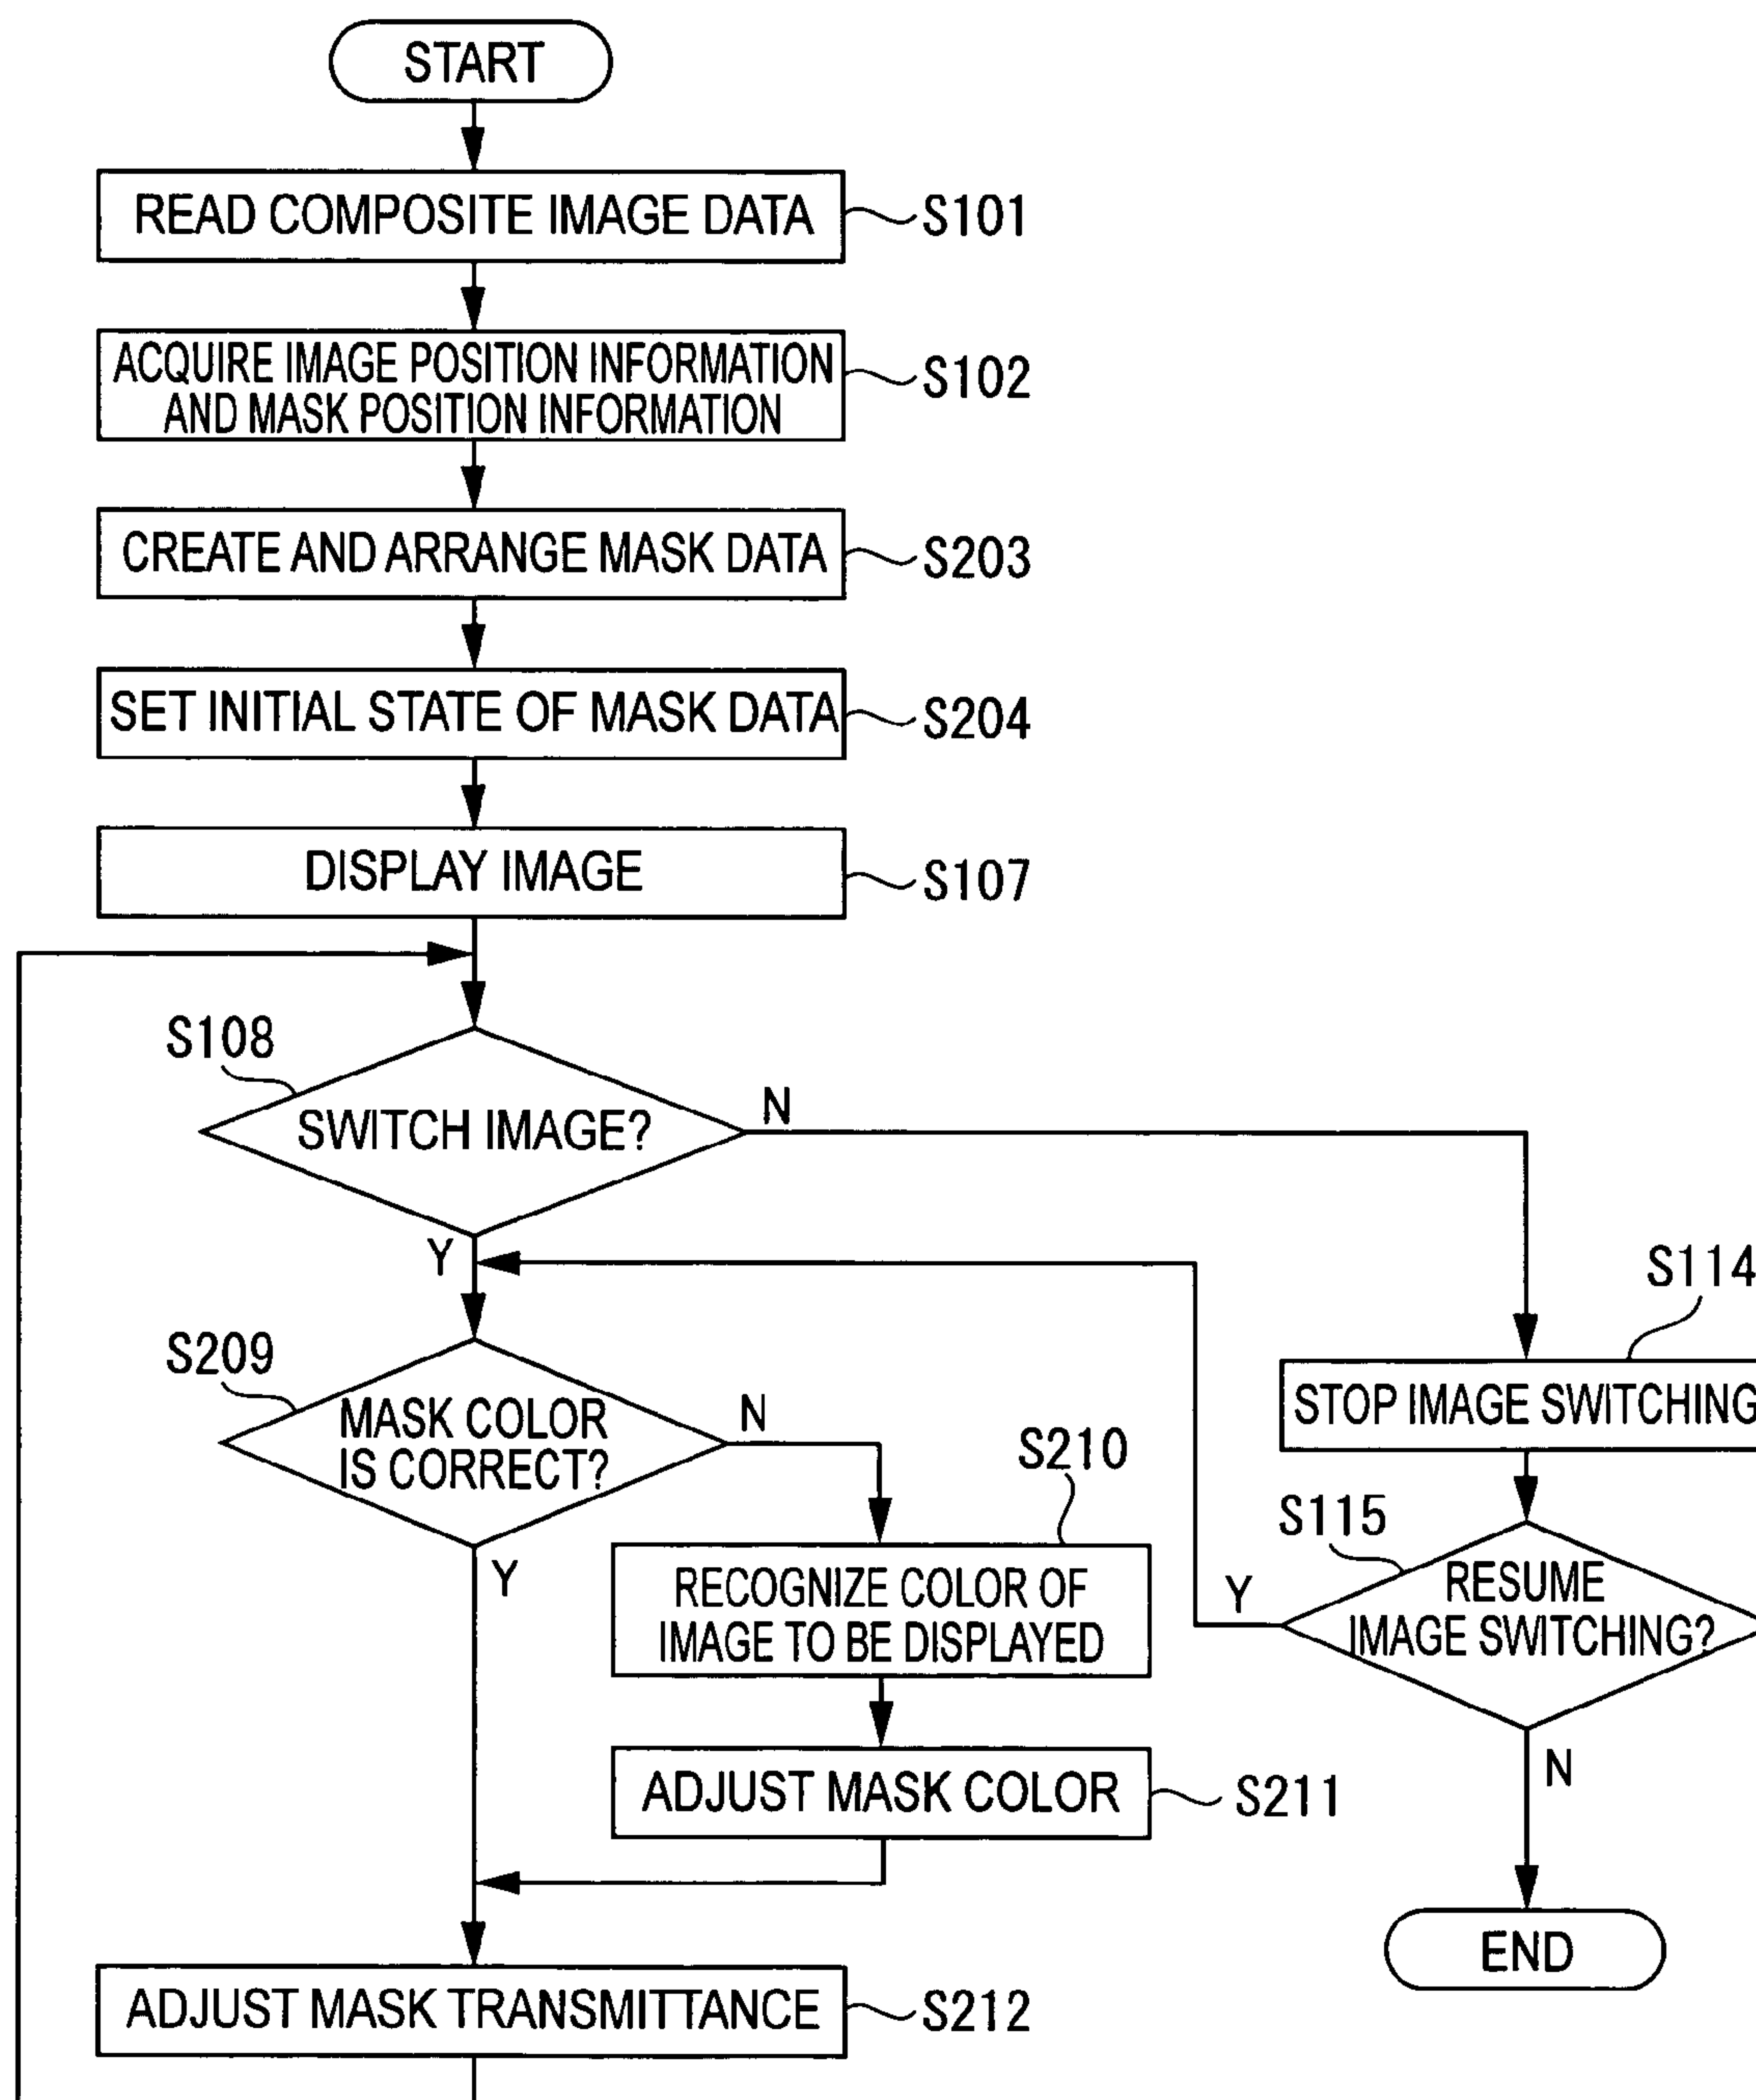 START
READ COMPOSITE IMAGE DATA
S101
ACQUIRE IMAGE POSITION INFORMATION
AND MASK POSITION INFORMATION
S102
CREATE AND ARRANGE MASK DATA
S203
SET INITIAL STATE OF MASK DATA
S204
DISPLAY IMAGE
S107
S108
SWITCH IMAGE?
N
Y
S114
STOP IMAGE SWITCHING
S209
MASK COLOR
IS CORRECT?
N
Y
S210
RECOGNIZE COLOR OF
IMAGE TO BE DISPLAYED
S115
RESUME
IMAGE SWITCHING?
Y
N
ADJUST MASK COLOR
S211
END
ADJUST MASK TRANSMITTANCE
S212